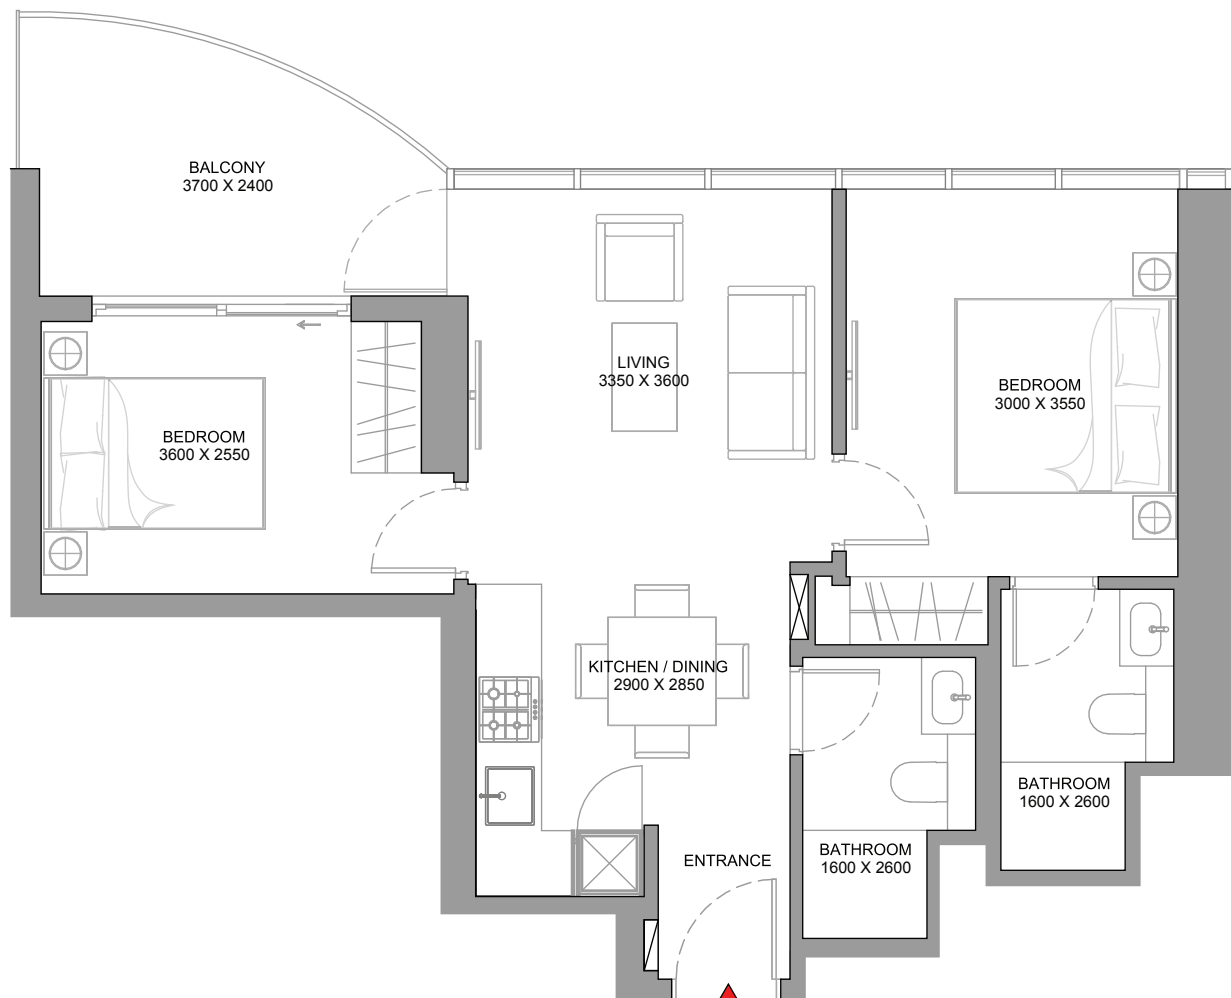 BALCONY
3700 X 2400
LIVING
3350 X 3600
BEDROOM
3000 X 3550
BEDROOM
3600 X 2550
KITCHEN / DINING
2900 X 2850
BATHROOM
1600 X 2600
BATHROOM
1600 X 2600
ENTRANCE